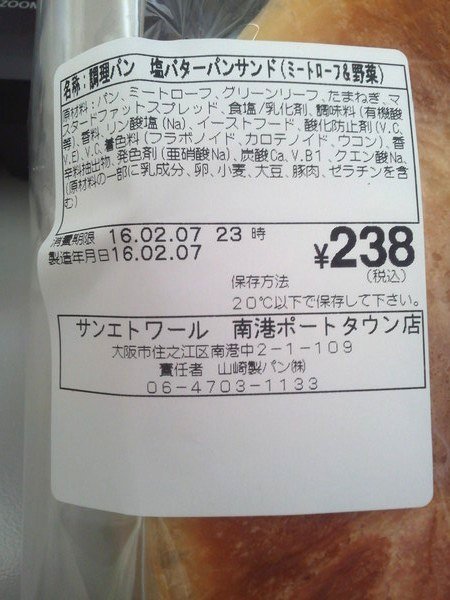 ZOOM
名称:調理パン 塩バターパンサンド(ミートローフ&野菜)
原材料:パン、ミートローフ、グリーンリーフ、たまねぎ、マ
スタードファットスプレッド、食塩/乳化剤、調味料(有機酸
等)、香料、リン酸塩(Na)、イーストフード、酸化防止剤(V.C、
V.E)、V.C、着色料(フラボノイド、カロテノイド、ウコン)、香
辛料抽出物、発色剤(亜硝酸Na)、炭酸Ca、V.B1、クエン酸Na、
(原材料の一部に乳成分、卵、小麦、大豆、豚肉、ゼラチンを含
む)
消費期限 16.02.07 23時
製造年月日16.02.07
¥238
(税込)
保存方法
20℃以下で保存して下さい。
サンエトワール 南港ポートタウン店
大阪市住之江区南港中2-1-109
責任者 山崎製パン㈱
06-4703-1133